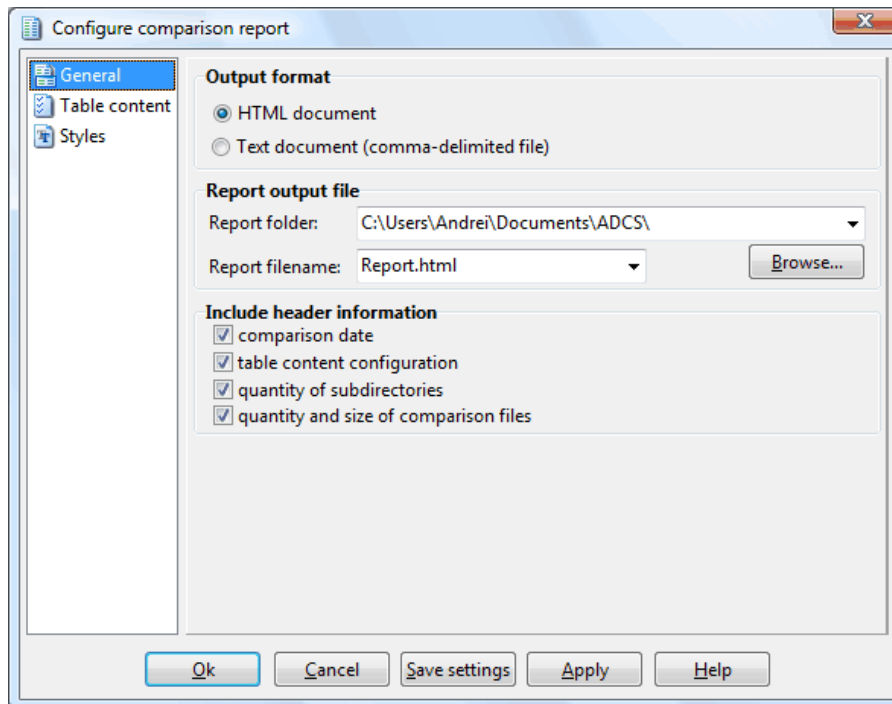 Configure comparison report
General
Table content
Styles
Output format
HTML document
Text document (comma-delimited file)
Report output file
Report folder: C:\Users\Andrei\Documents\ADCS\
Report filename: Report.html Browse...
Include header information
comparison date
table content configuration
quantity of subdirectories
quantity and size of comparison files
Ok Cancel Save settings Apply Help